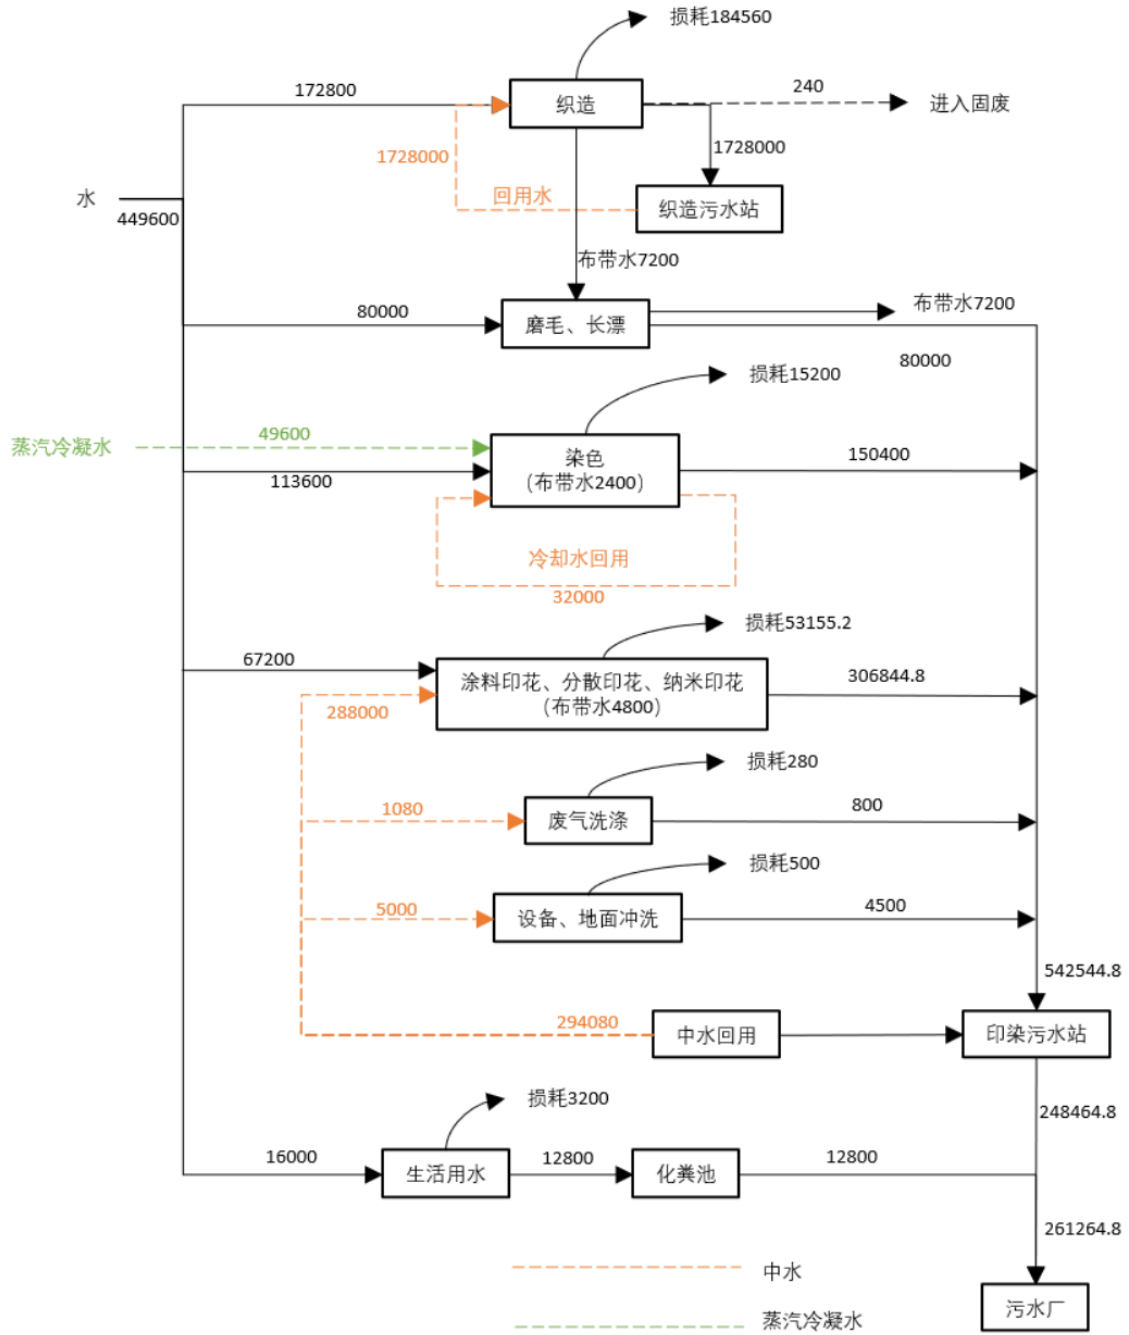 损耗184560
172800
织造
240
进入固废
1728000
1728000
回用水
织造污水站
水
449600
布带水7200
80000
磨毛、长漂
布带水7200
80000
损耗15200
蒸汽冷凝水
49600
染色
（布带水2400）
150400
113600
冷却水回用
32000
损耗53155.2
67200
涂料印花、分散印花、纳米印花
（布带水4800）
306844.8
288000
损耗280
1080
废气洗涤
800
损耗500
5000
设备、地面冲洗
4500
542544.8
294080
中水回用
印染污水站
损耗3200
248464.8
16000
生活用水
12800
化粪池
12800
261264.8
中水
污水厂
蒸汽冷凝水